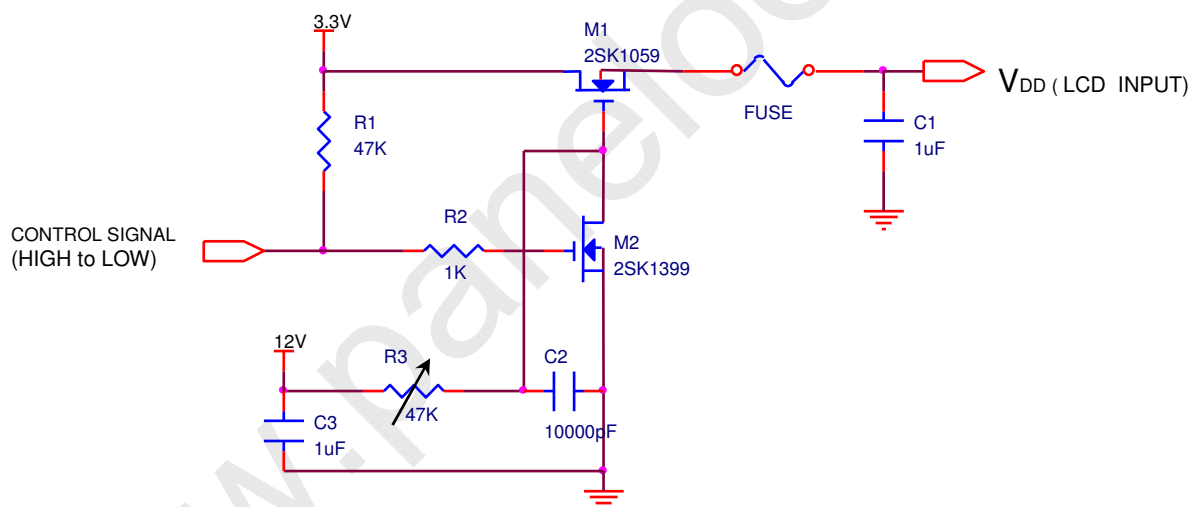 3.3V
M1
2SK1059
FUSE
VDD ( LCD INPUT)
R1
47K
C1
1uF
CONTROL SIGNAL
(HIGH to LOW)
R2
1K
M2
2SK1399
12V
R3
47K
C2
10000pF
C3
1uF
w.panelo